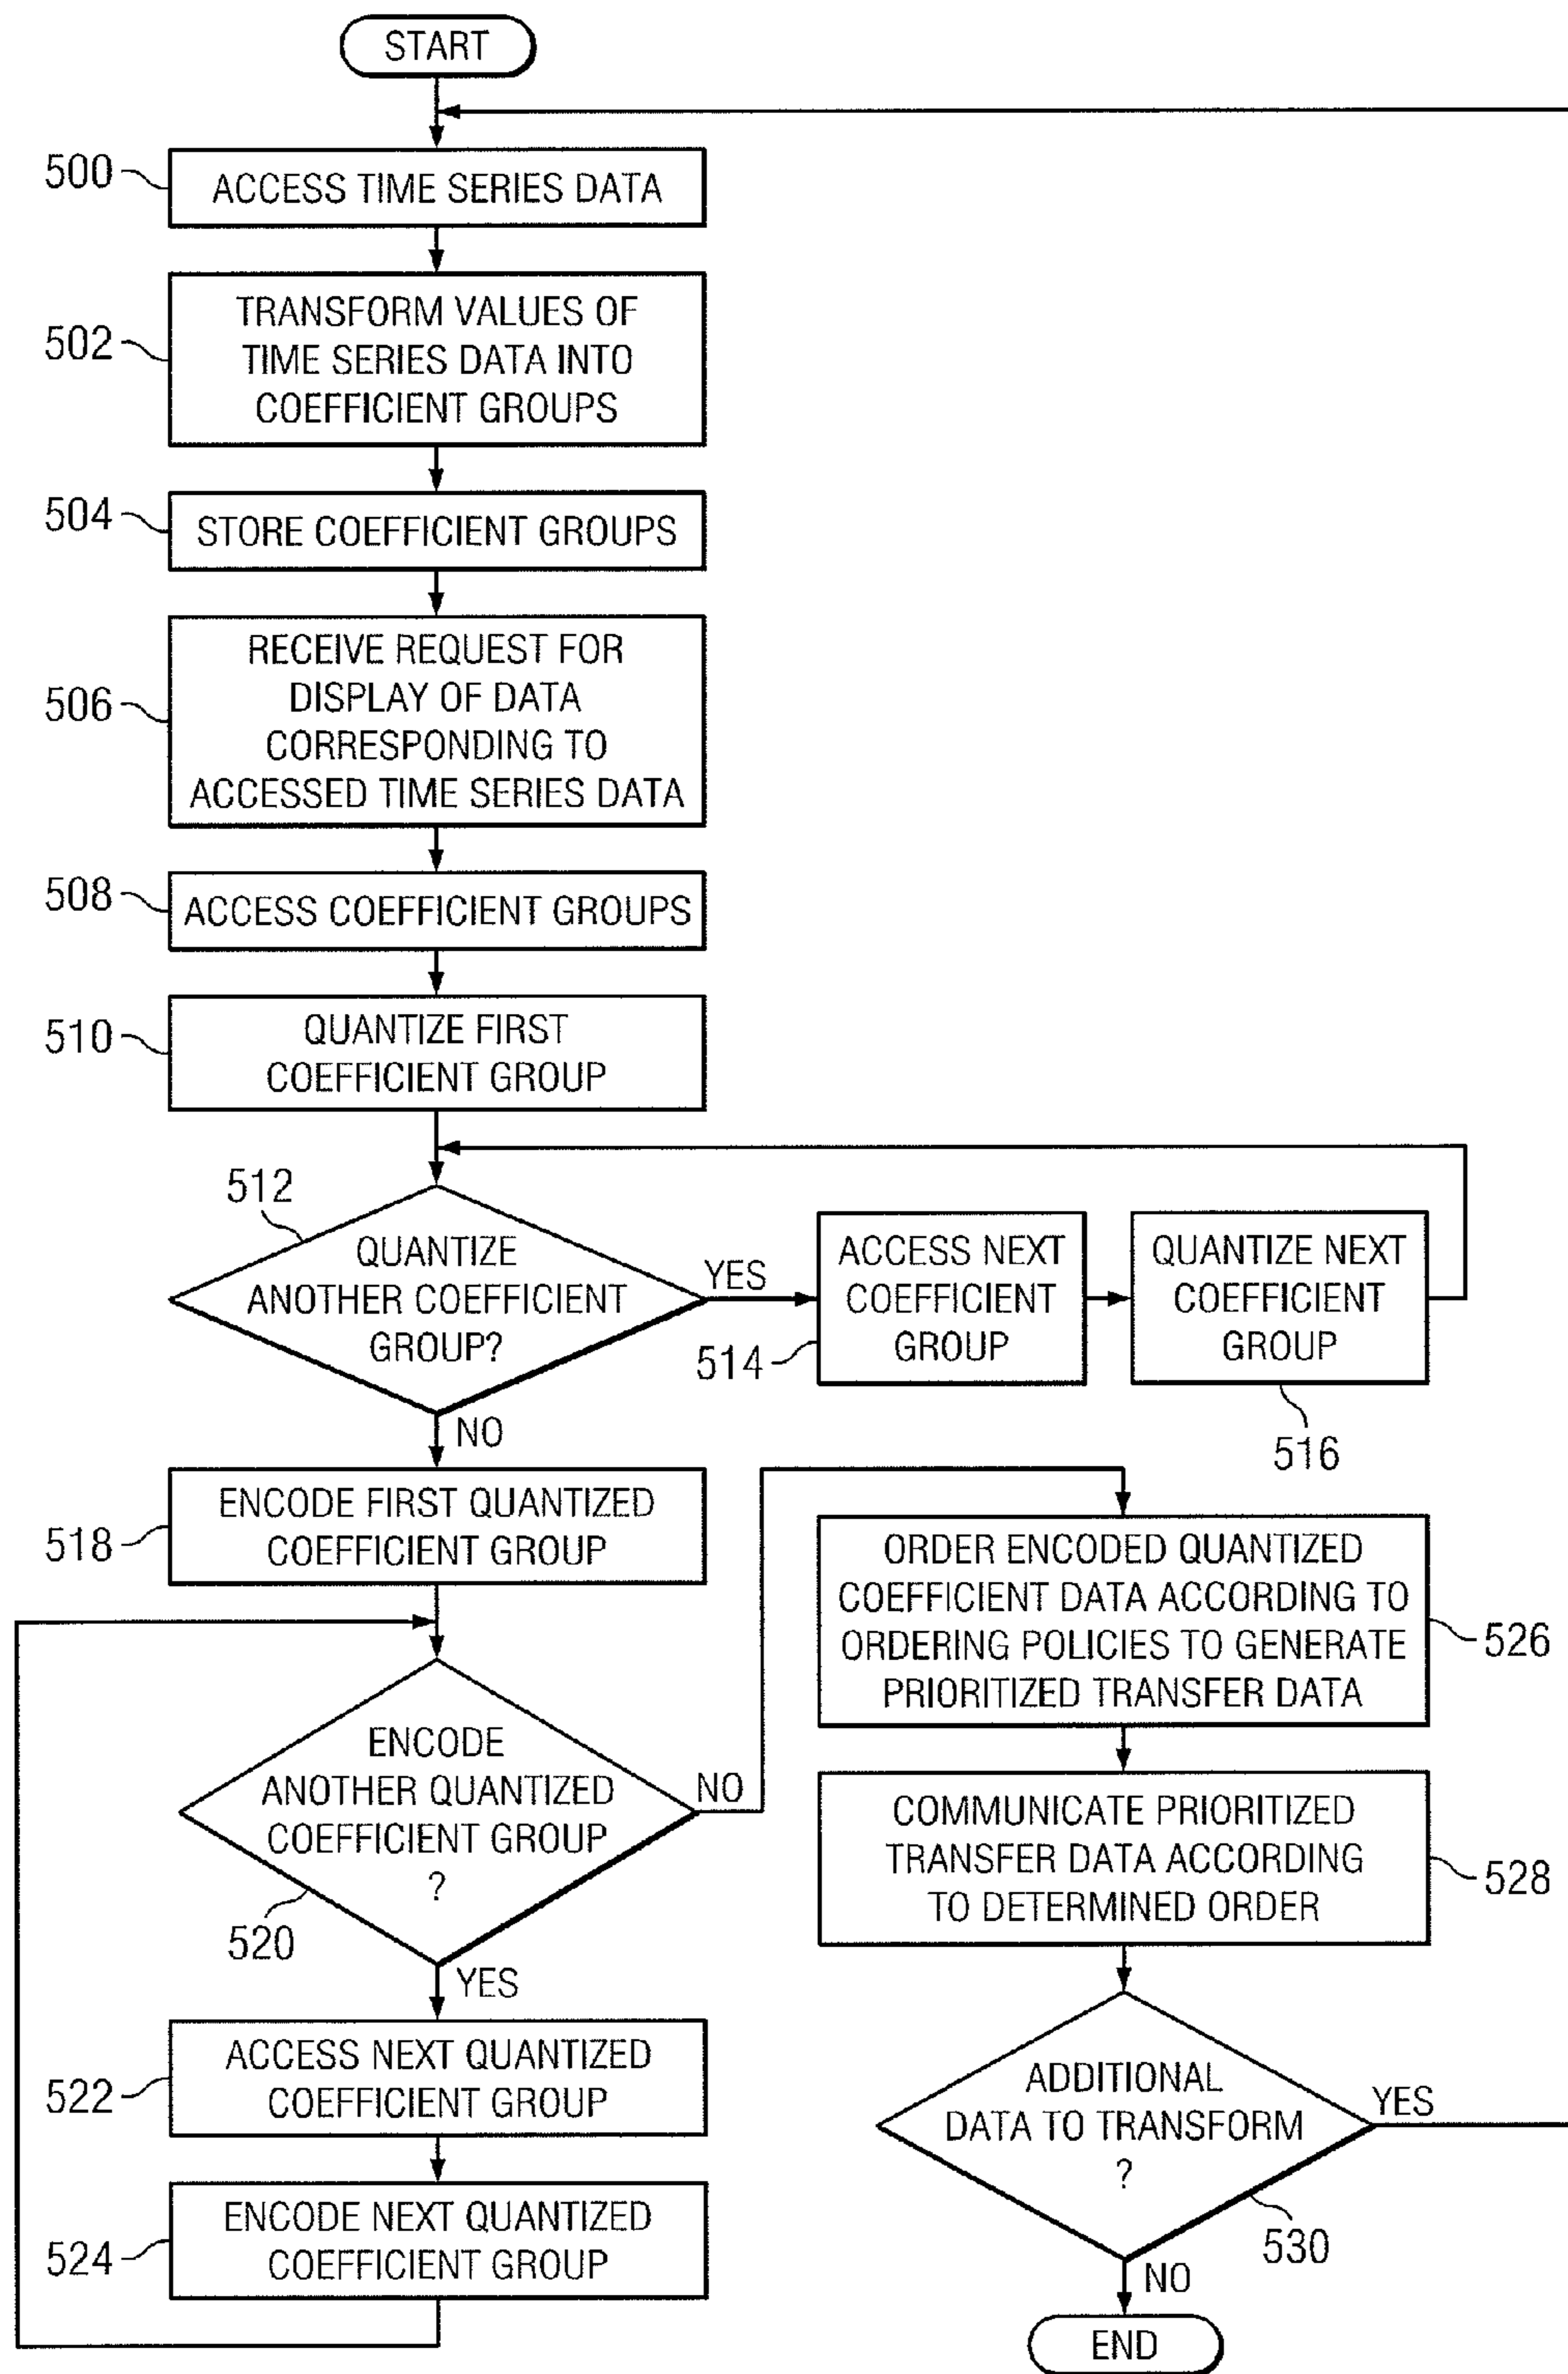 START
500
ACCESS TIME SERIES DATA
502
TRANSFORM VALUES OF
TIME SERIES DATA INTO
COEFFICIENT GROUPS
504
STORE COEFFICIENT GROUPS
506
RECEIVE REQUEST FOR
DISPLAY OF DATA
CORRESPONDING TO
ACCESSED TIME SERIES DATA
508
ACCESS COEFFICIENT GROUPS
510
QUANTIZE FIRST
COEFFICIENT GROUP
512
QUANTIZE
ANOTHER COEFFICIENT
GROUP?
YES
ACCESS NEXT
COEFFICIENT
GROUP
514
QUANTIZE NEXT
COEFFICIENT
GROUP
516
NO
518
ENCODE FIRST QUANTIZED
COEFFICIENT GROUP
ENCODE
ANOTHER QUANTIZED
COEFFICIENT GROUP
?
520
NO
YES
522
ACCESS NEXT QUANTIZED
COEFFICIENT GROUP
524
ENCODE NEXT QUANTIZED
COEFFICIENT GROUP
ORDER ENCODED QUANTIZED
COEFFICIENT DATA ACCORDING TO
ORDERING POLICIES TO GENERATE
PRIORITIZED TRANSFER DATA
526
COMMUNICATE PRIORITIZED
TRANSFER DATA ACCORDING
TO DETERMINED ORDER
528
ADDITIONAL
DATA TO TRANSFORM
?
YES
530
NO
END